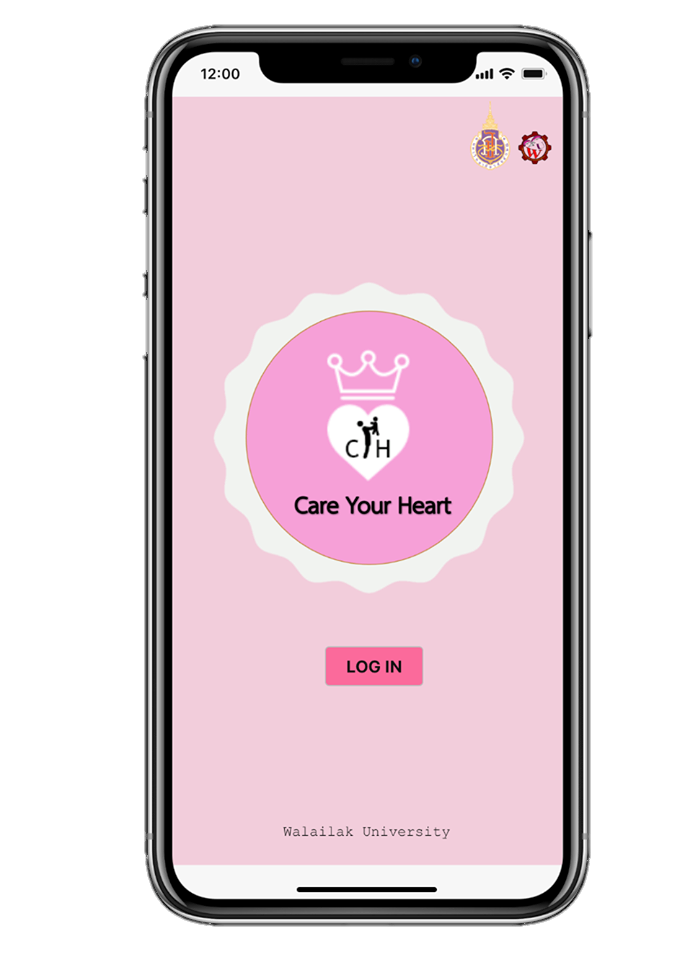 12:00
W
C H
Care Your Heart
LOG IN
Walailak University